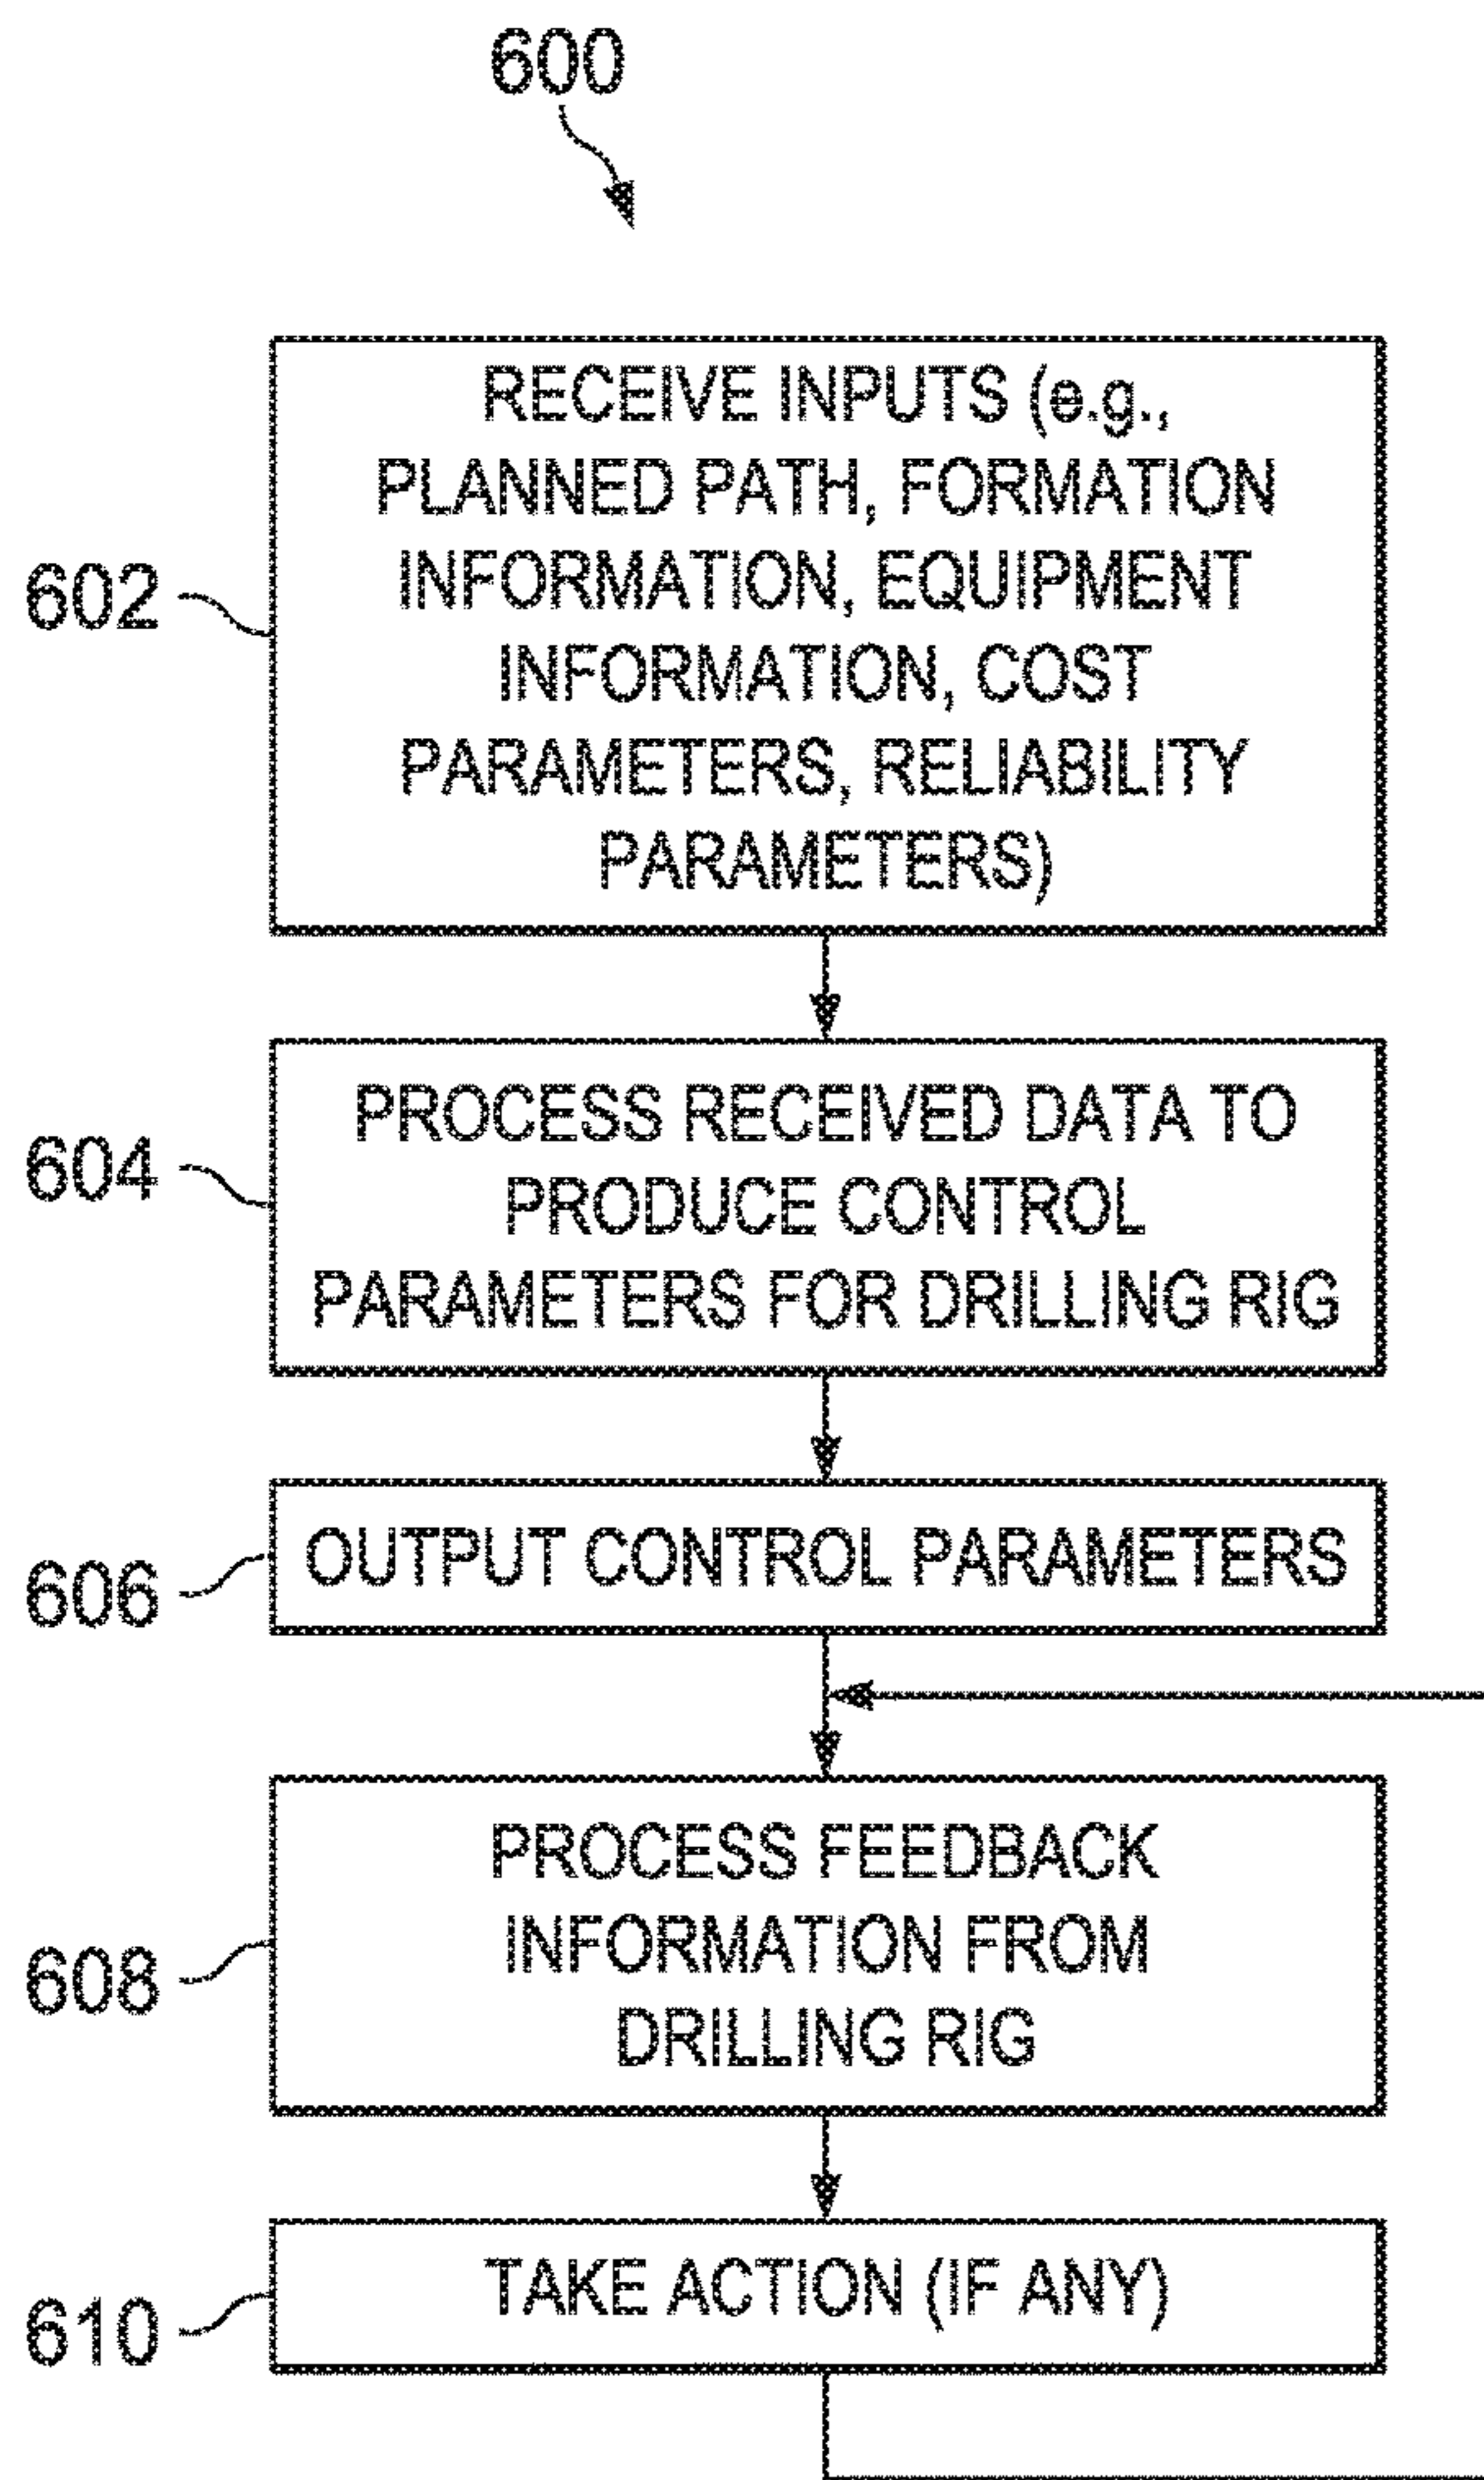 600
602
RECEIVE INPUTS (e.g.,
PLANNED PATH, FORMATION
INFORMATION, EQUIPMENT
INFORMATION, COST
PARAMETERS, RELIABILITY
PARAMETERS)
604
PROCESS RECEIVED DATA TO
PRODUCE CONTROL
PARAMETERS FOR DRILLING RIG
606
OUTPUT CONTROL PARAMETERS
608
PROCESS FEEDBACK
INFORMATION FROM
DRILLING RIG
610
TAKE ACTION (IF ANY)